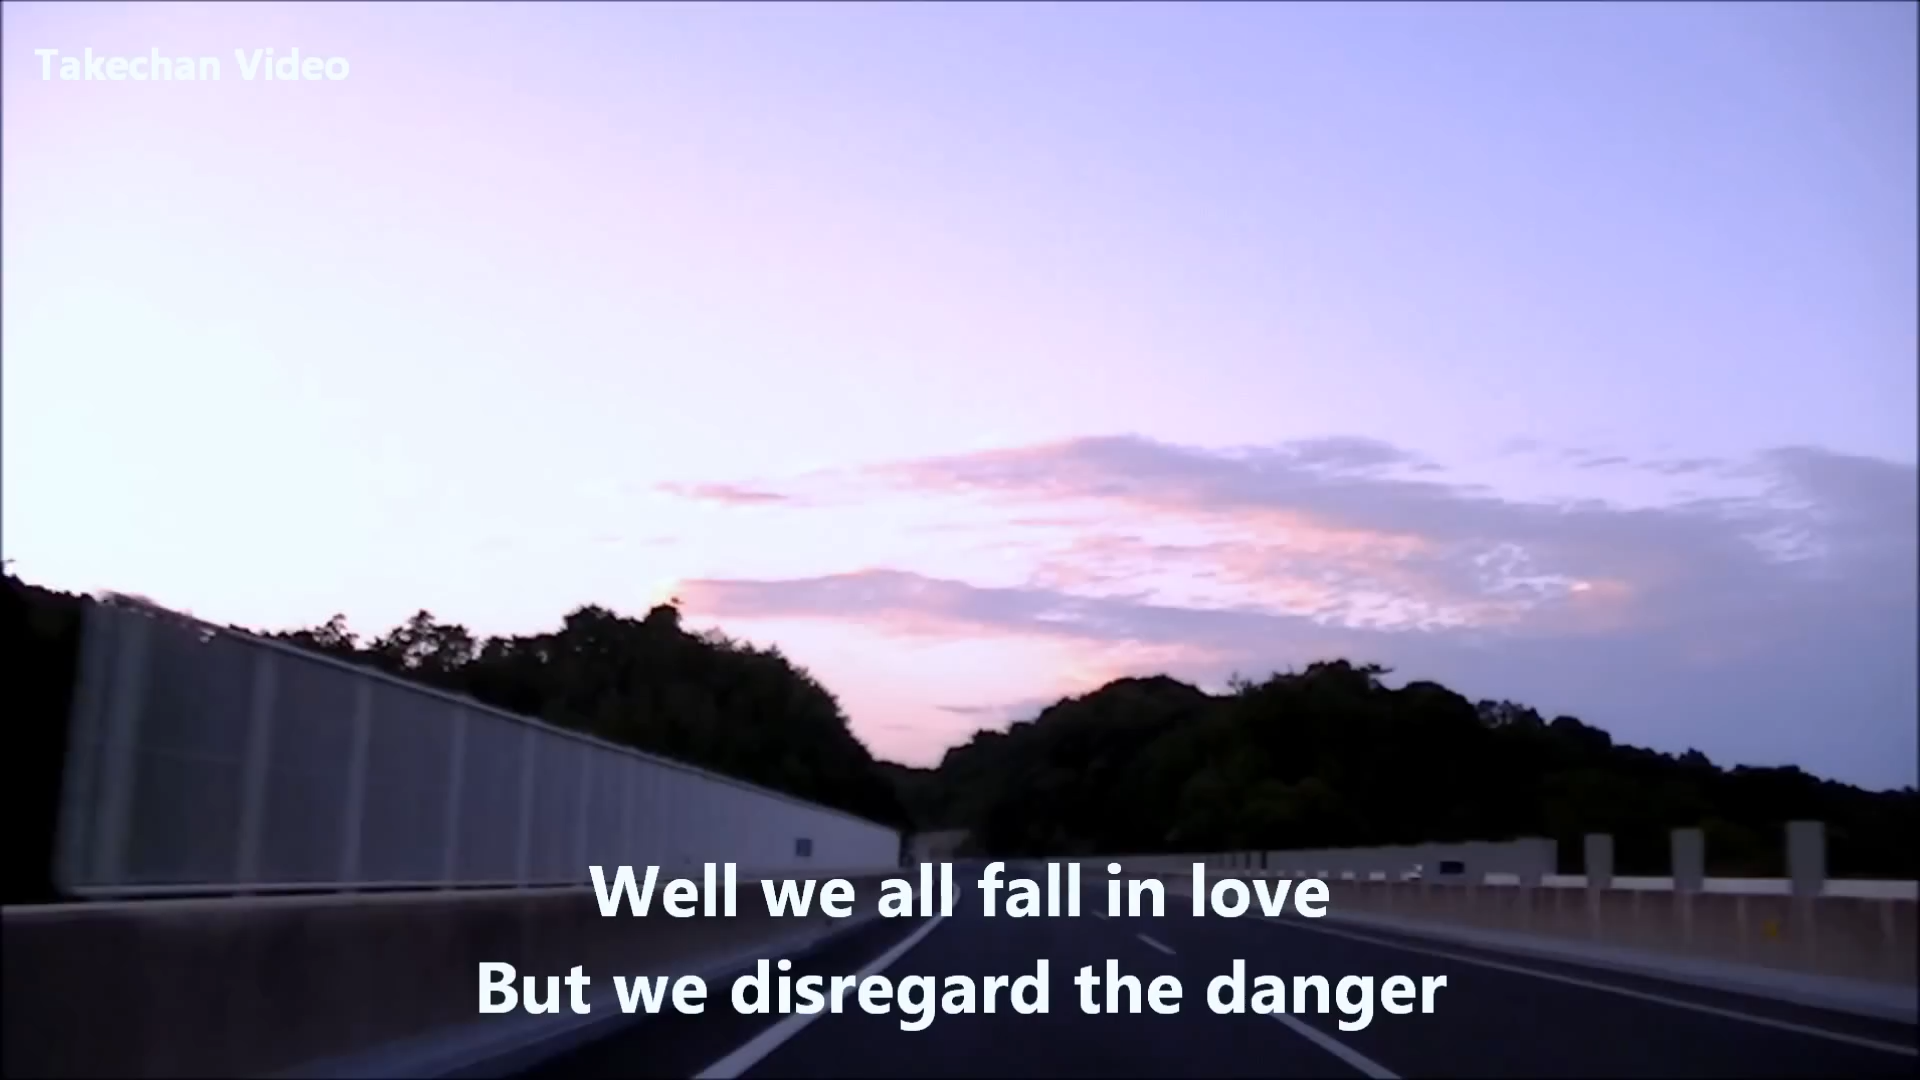 Takechan Video
Well we all fall in love
But we disregard the danger